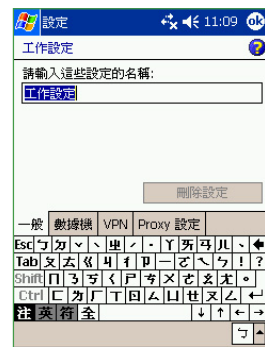 設定 11:09 ok
工作設定
請輸入這些設定的名稱:
工作設定
刪除設定
一般 數據機 VPN Proxy 設定
Esc ㄅ ㄉ ˇ ˋ ㄓ ˊ ˙ ㄚ ㄞ ㄢ ㄦ 、
Tab ㄆ ㄊ ㄍ ㄐ ㄔ ㄗ ㄧ ㄛ ㄟ ㄣ ! ?
Shift ㄇ ㄋ ㄎ ㄑ ㄕ ㄘ ㄨ ㄜ ㄠ ㄤ 。
Ctrl ㄈ ㄌ ㄏ ㄒ ㄖ ㄙ ㄩ ㄝ ㄡ ㄥ ↵
注 英 符 全 ↓ ↑ ← →
ㄅ